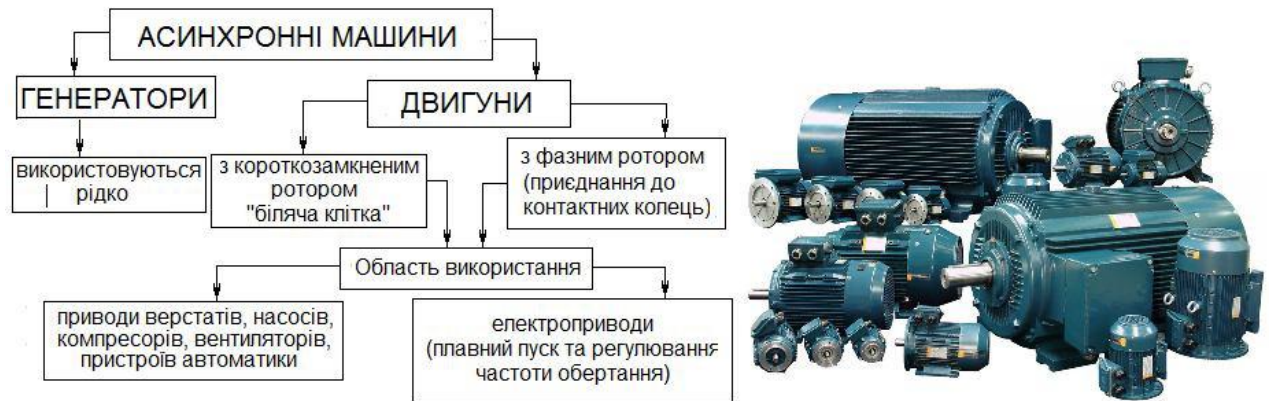 АСИНХРОННІ МАШИНИ
ГЕНЕРАТОРИ
ДВИГУНИ
використовуються
рідко
з короткозамкненим
ротором
"біляча клітка"
з фазним ротором
(приєднання до
контактних колець)
Область використання
приводи верстатів, насосів,
компресорів, вентиляторів,
пристроїв автоматики
електроприводи
(плавний пуск та регулювання
частоти обертання)